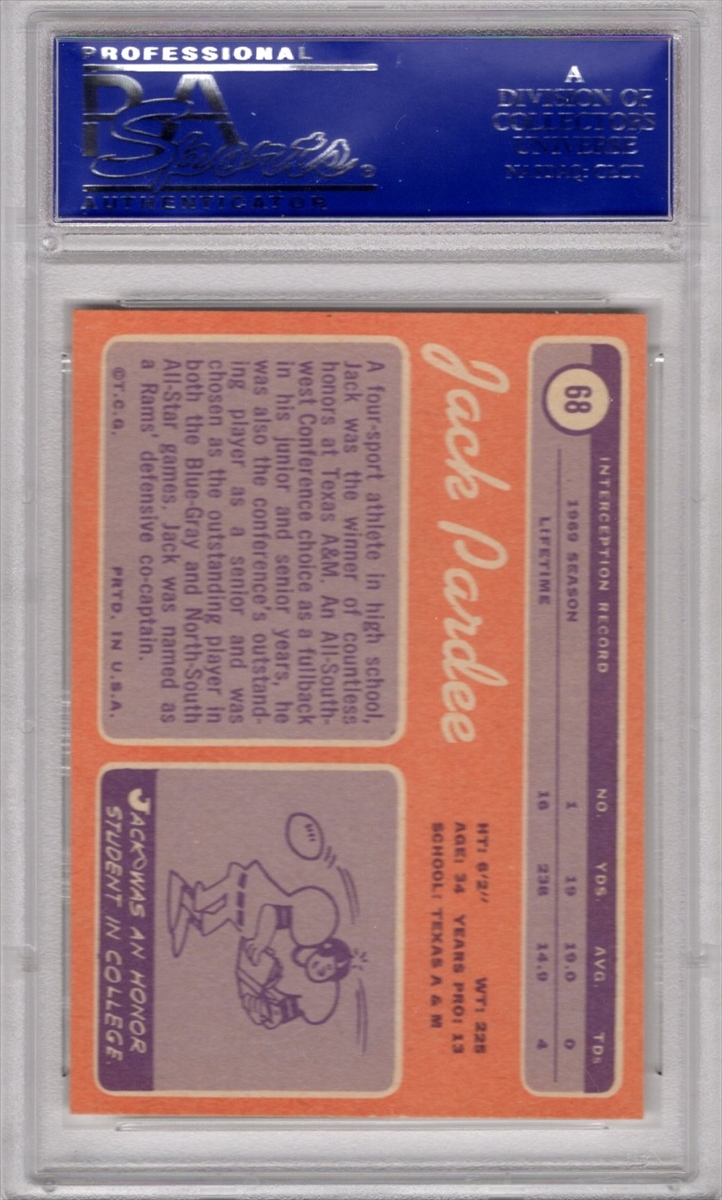 PROFESSIONAL
PSA
Sports®
AUTHENTICATOR
A
DIVISION OF
COLLECTORS
UNIVERSE
NASDAQ: CLCT
68
INTERCEPTION RECORD NO. YDS. AVG. TDs
1969 SEASON 1 19 19.0 0
LIFETIME 16 238 14.9 4
Jack Pardee
HT: 6'2" WT: 225
AGE: 34 YEARS PRO: 13
SCHOOL: TEXAS A & M
A four-sport athlete in high school,
Jack was the winner of countless
honors at Texas A&M. An All-South-
west Conference choice as a fullback
in his junior and senior years, he
was also the conference's outstand-
ing player as a senior and was
chosen as the outstanding player in
both the Blue-Gray and North-South
All-Star games. Jack was named as
a Rams' defensive co-captain.
©T.C.G. PRTD. IN U.S.A.
JACK WAS AN HONOR
STUDENT IN COLLEGE.